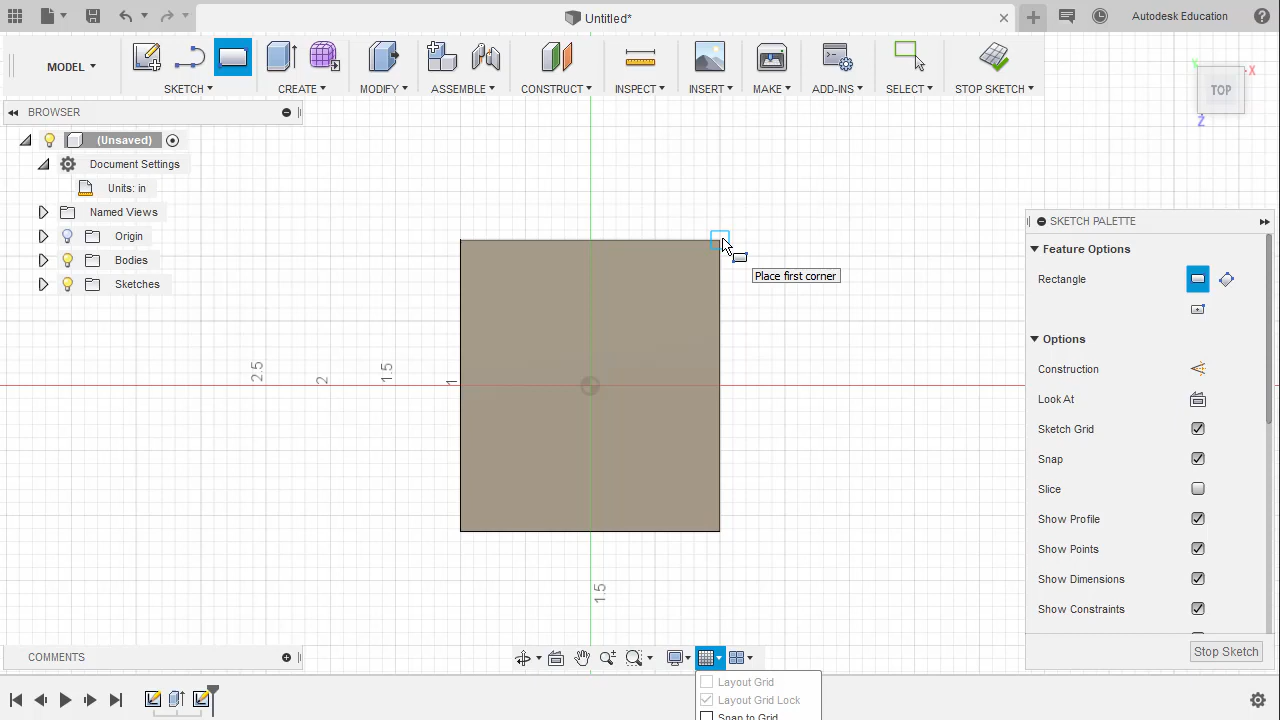 Untitled*
Autodesk Education
MODEL
SKETCH
CREATE
MODIFY
ASSEMBLE
CONSTRUCT
INSPECT
INSERT
MAKE
ADD-INS
SELECT
STOP SKETCH
TOP
X
Y
Z
BROWSER
(Unsaved)
Document Settings
Units: in
Named Views
Origin
Bodies
Sketches
2.5
2
1.5
1
1.5
Place first corner
SKETCH PALETTE
Feature Options
Rectangle
Options
Construction
Look At
Sketch Grid
Snap
Slice
Show Profile
Show Points
Show Dimensions
Show Constraints
Stop Sketch
COMMENTS
Layout Grid
Layout Grid Lock
Snap to Grid